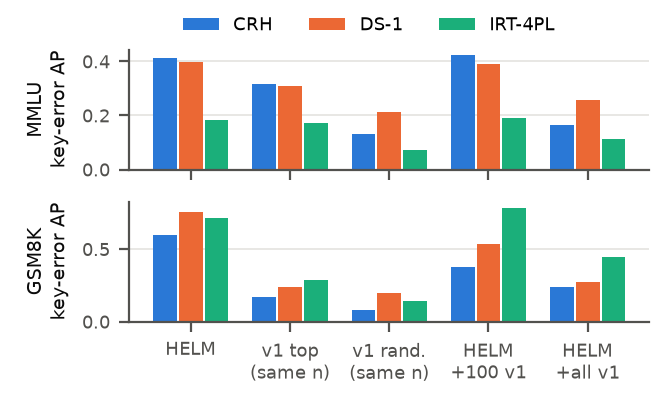 CRH DS-1 IRT-4PL
MMLU
key-error AP
0.4
0.2
0.0
GSM8K
key-error AP
0.5
0.0
HELM
v1 top
(same n)
v1 rand.
(same n)
HELM
+100 v1
HELM
+all v1